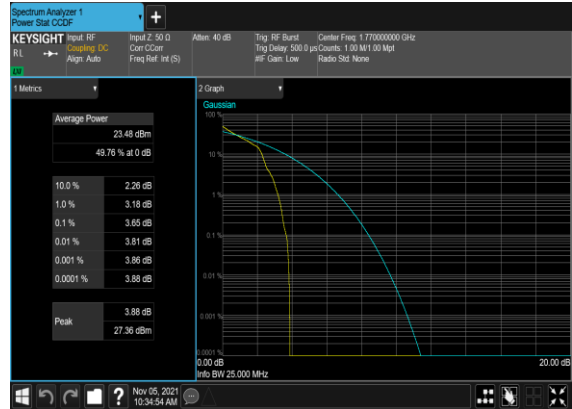 Spectrum Analyzer 1
Power Stat CCDF
KEYSIGHT
RL
Input: RF
Coupling: DC
Align: Auto
Input Z: 50 Ω
Corr CCorr
Freq Ref: Int (S)
Atten: 40 dB
Trig: RF Burst
Trig Delay: 500.0 µs
#IF Gain: Low
Center Freq: 1.770000000 GHz
Counts: 1.00 M/1.00 Mpt
Radio Std: None
1 Metrics
Average Power
23.48 dBm
49.76 % at 0 dB
10.0 % 2.26 dB
1.0 % 3.18 dB
0.1 % 3.65 dB
0.01 % 3.81 dB
0.001 % 3.86 dB
0.0001 % 3.88 dB
Peak
3.88 dB
27.36 dBm
2 Graph
Gaussian
100 %
10 %
1 %
0.1 %
0.01 %
0.001 %
0.0001 %
0.00 dB
20.00 dB
Info BW 25.000 MHz
?
Nov 05, 2021
10:34:54 AM